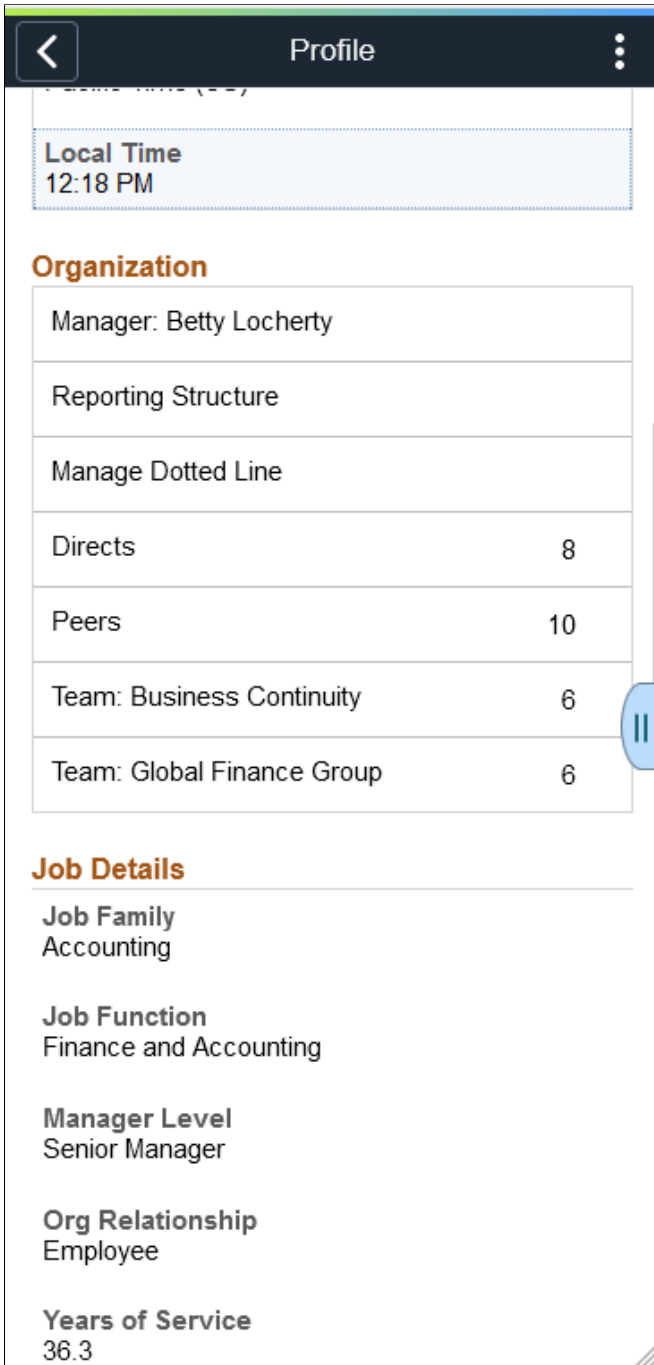 Profile
Local Time
12:18 PM
Organization
Manager: Betty Locherty
Reporting Structure
Manage Dotted Line
Directs 8
Peers 10
Team: Business Continuity 6
Team: Global Finance Group 6
Job Details
Job Family
Accounting
Job Function
Finance and Accounting
Manager Level
Senior Manager
Org Relationship
Employee
Years of Service
36.3